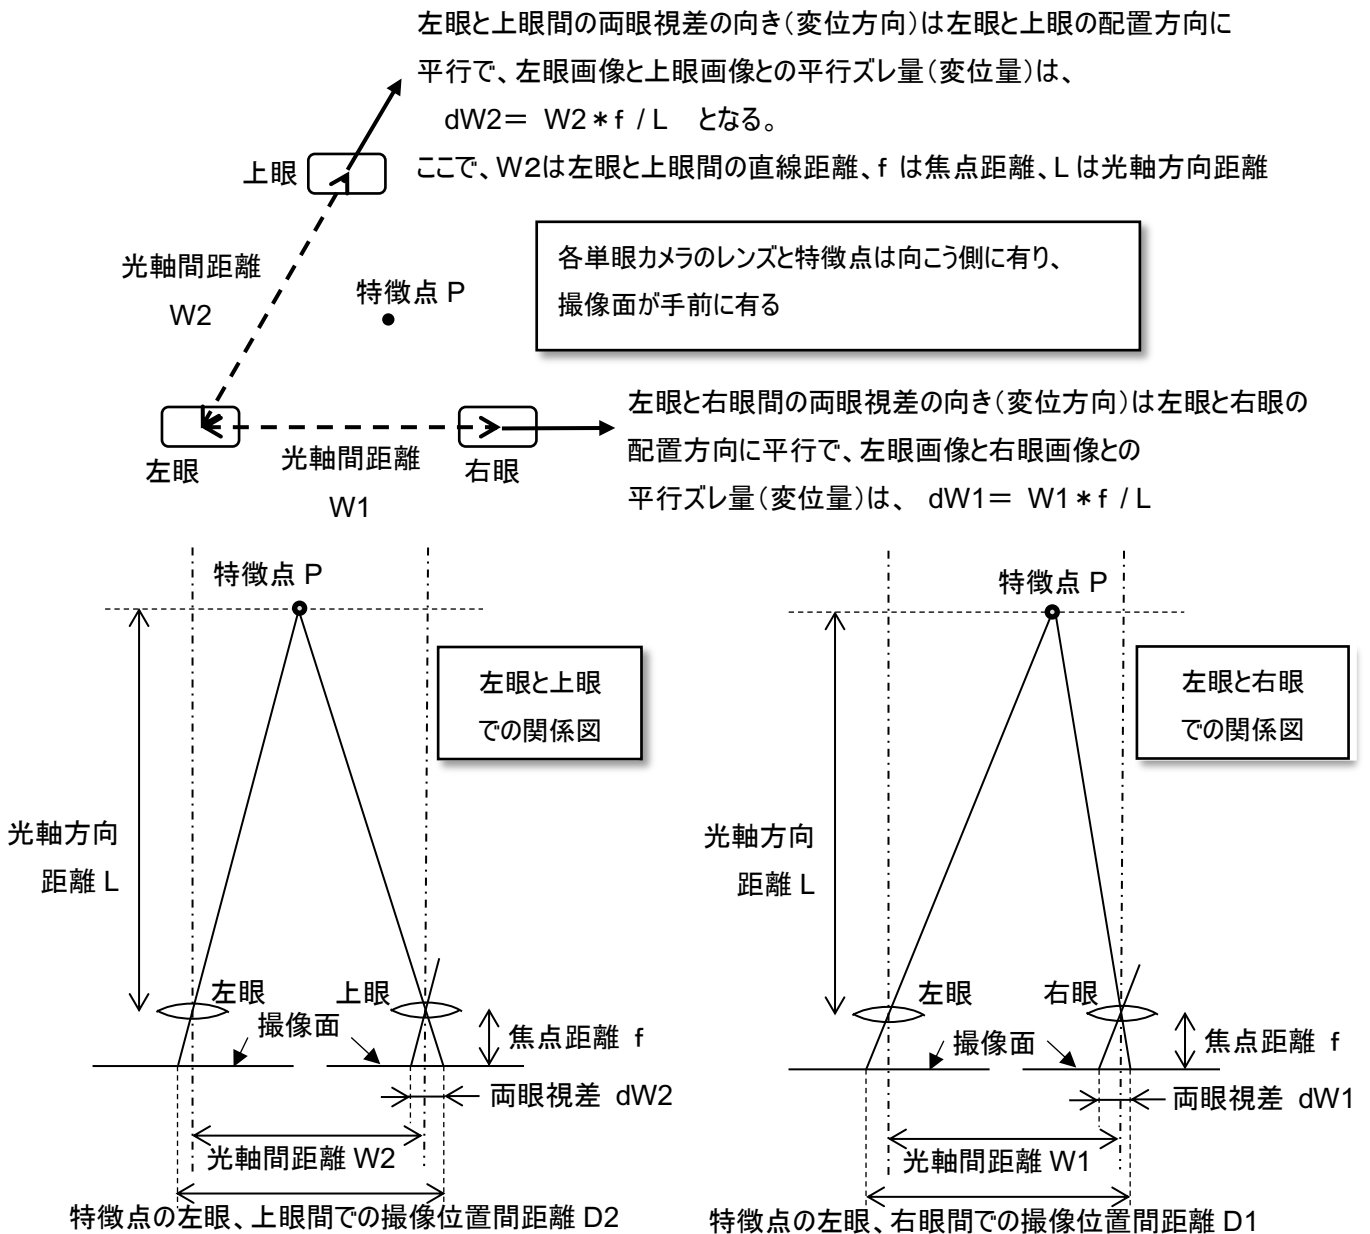 左眼と上眼間の両眼視差の向き（変位方向）は左眼と上眼の配置方向に
平行で、左眼画像と上眼画像との平行ズレ量（変位量）は、
dW2＝ W2＊f / L となる。
ここで、W2は左眼と上眼間の直線距離、f は焦点距離、L は光軸方向距離
上眼
光軸間距離
W2
特徴点 P
各単眼カメラのレンズと特徴点は向こう側に有り、
撮像面が手前に有る
左眼
光軸間距離
W1
右眼
左眼と右眼間の両眼視差の向き（変位方向）は左眼と右眼の
配置方向に平行で、左眼画像と右眼画像との
平行ズレ量（変位量）は、 dW1＝ W1＊f / L
特徴点 P
左眼と上眼
での関係図
光軸方向
距離 L
左眼
上眼
撮像面
焦点距離 f
両眼視差 dW2
光軸間距離 W2
特徴点の左眼、上眼間での撮像位置間距離 D2
特徴点 P
左眼と右眼
での関係図
光軸方向
距離 L
左眼
右眼
撮像面
焦点距離 f
両眼視差 dW1
光軸間距離 W1
特徴点の左眼、右眼間での撮像位置間距離 D1